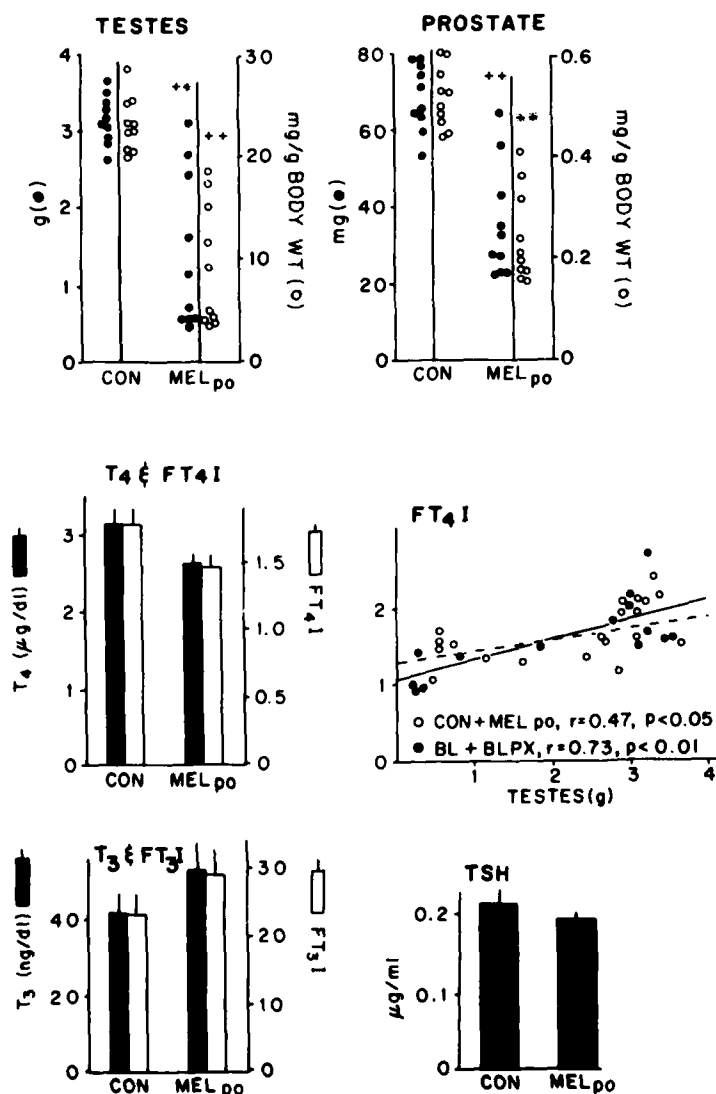 TESTES
4
3
2
1
0
g(●)
30
20
10
0
mg/g BODY WT (o)
++
++
CON
MEL po
PROSTATE
80
60
40
20
0
mg (●)
0.6
0.4
0.2
0
mg/g BODY WT (o)
++
**
CON
MEL po
T4 & FT4I
3
2
1
0
T4 (µg/dl)
1.5
1.0
0.5
0
FT4I
CON
MELpo
FT4I
2
1
0
o CON+MEL po, r=0.47, p<0.05
● BL + BLPX, r=0.73, p<0.01
1
2
3
4
TESTES(g)
T3 & FT3I
40
20
0
T3 (ng/dl)
30
20
10
0
FT3I
CON
MELpo
TSH
0.2
0.1
0
µg/ml
CON
MELpo